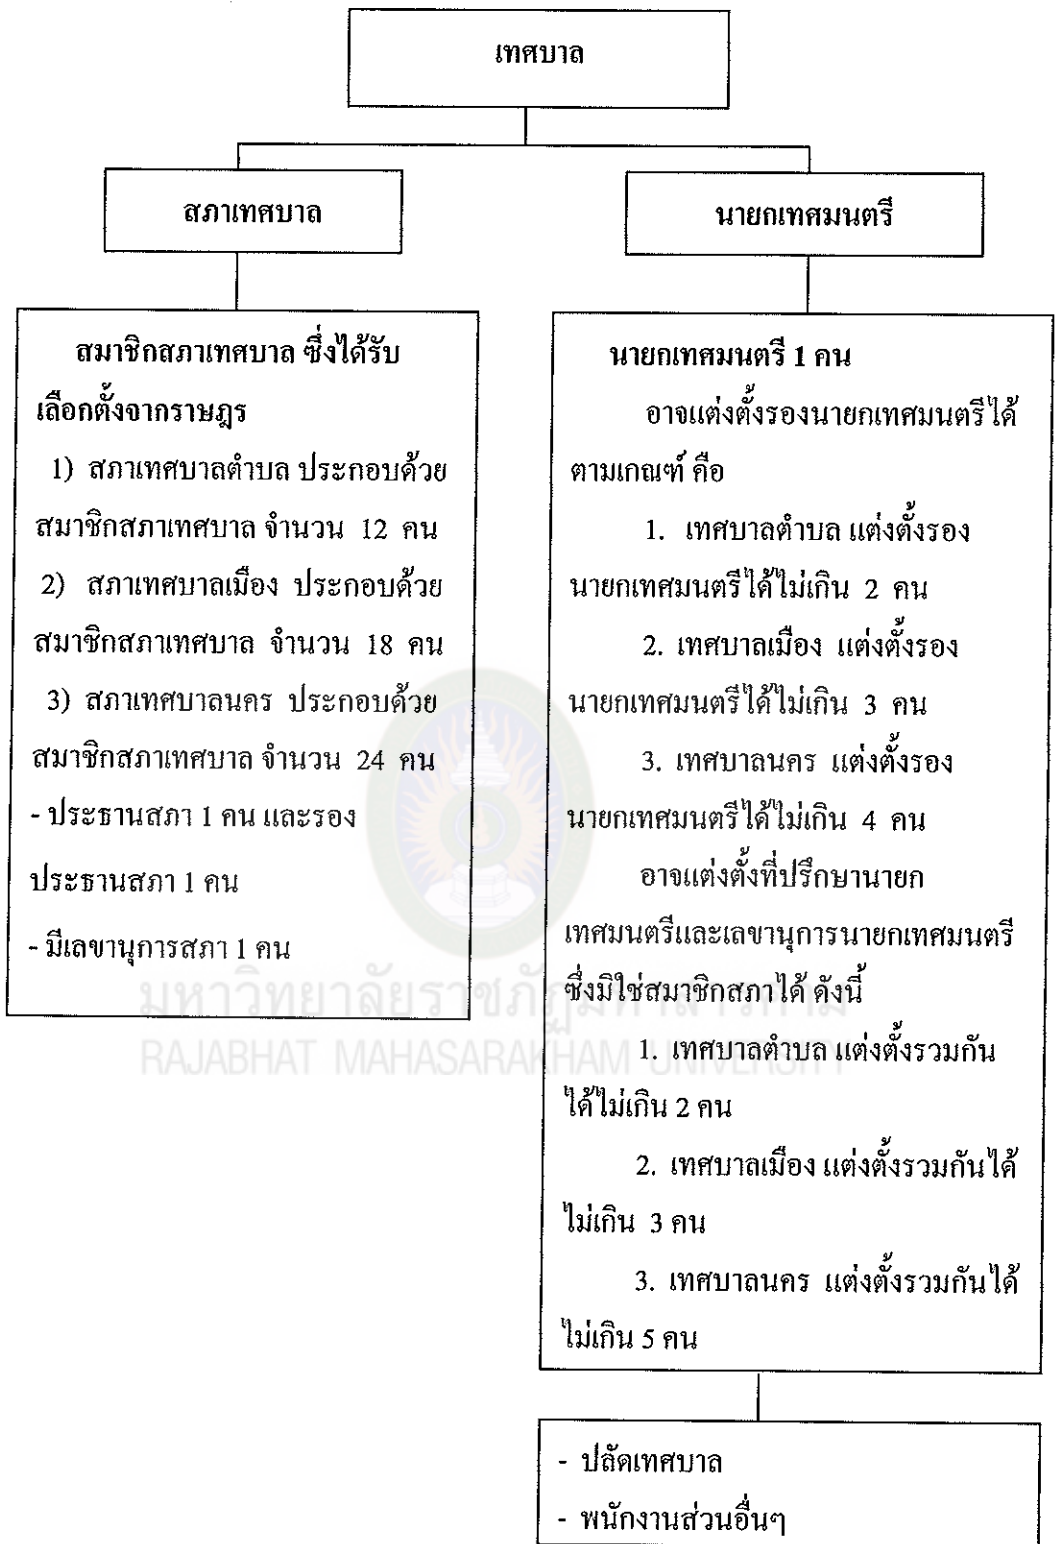 เทศบาล
สภาเทศบาล
นายกเทศมนตรี
สมาชิกสภาเทศบาล ซึ่งได้รับ
เลือกตั้งจากราษฎร
1) สภาเทศบาลตำบล ประกอบด้วย
สมาชิกสภาเทศบาล จำนวน 12 คน
2) สภาเทศบาลเมือง ประกอบด้วย
สมาชิกสภาเทศบาล จำนวน 18 คน
3) สภาเทศบาลนคร ประกอบด้วย
สมาชิกสภาเทศบาล จำนวน 24 คน
- ประธานสภา 1 คน และรอง
ประธานสภา 1 คน
- มีเลขานุการสภา 1 คน
นายกเทศมนตรี 1 คน
อาจแต่งตั้งรองนายกเทศมนตรีได้
ตามเกณฑ์ คือ
1. เทศบาลตำบล แต่งตั้งรอง
นายกเทศมนตรีได้ไม่เกิน 2 คน
2. เทศบาลเมือง แต่งตั้งรอง
นายกเทศมนตรีได้ไม่เกิน 3 คน
3. เทศบาลนคร แต่งตั้งรอง
นายกเทศมนตรีได้ไม่เกิน 4 คน
อาจแต่งตั้งที่ปรึกษานายก
เทศมนตรีและเลขานุการนายกเทศมนตรี
ซึ่งมิใช่สมาชิกสภาได้ ดังนี้
1. เทศบาลตำบล แต่งตั้งรวมกัน
ได้ไม่เกิน 2 คน
2. เทศบาลเมือง แต่งตั้งรวมกันได้
ไม่เกิน 3 คน
3. เทศบาลนคร แต่งตั้งรวมกันได้
ไม่เกิน 5 คน
- ปลัดเทศบาล
- พนักงานส่วนอื่นๆ
มหาวิทยาลัยราชภัฏมหาสารคาม
RAJABHAT MAHASARAKHAM UNIVERSITY